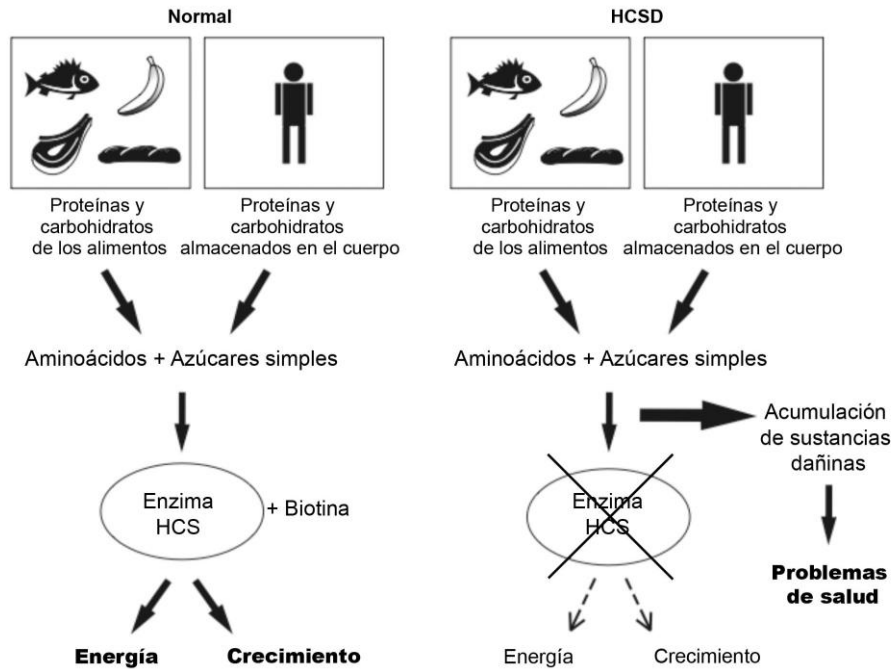 Normal
Proteínas y
carbohidratos
de los alimentos
Proteínas y
carbohidratos
almacenados en el cuerpo
Aminoácidos + Azúcares simples
Enzima
HCS
+ Biotina
Energía
Crecimiento
HCSD
Proteínas y
carbohidratos
de los alimentos
Proteínas y
carbohidratos
almacenados en el cuerpo
Aminoácidos + Azúcares simples
Acumulación
de sustancias
dañinas
Enzima
HCS
Problemas
de salud
Energía
Crecimiento